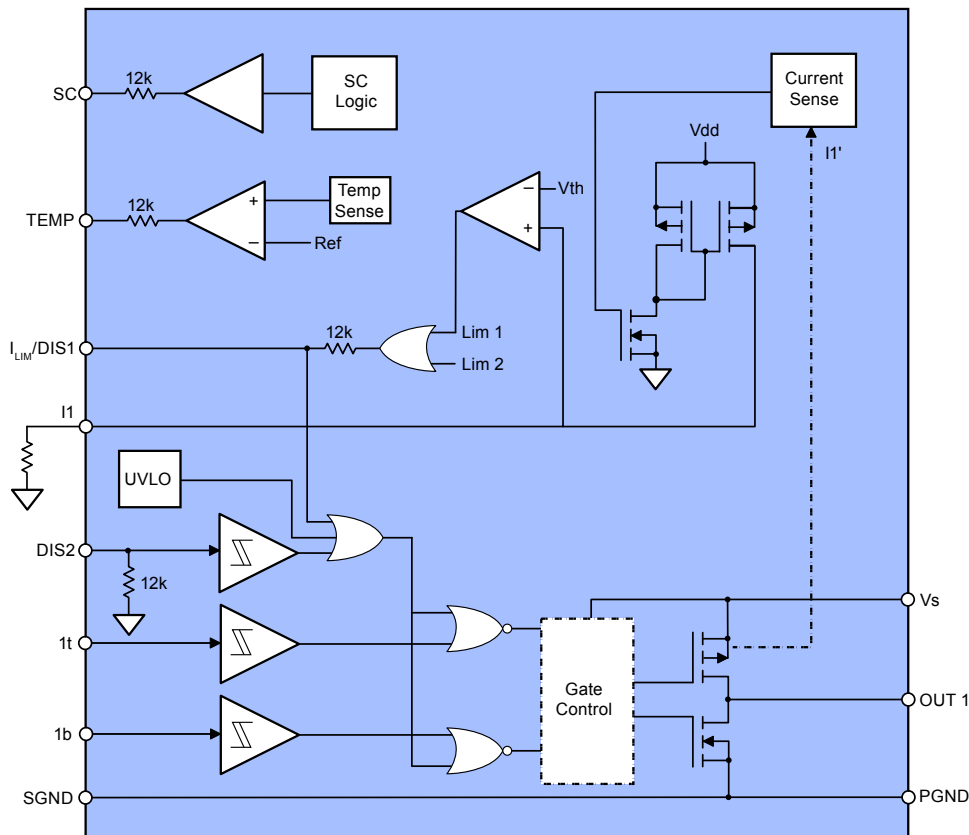 SC
12k
SC
Logic
Current
Sense
Vdd
I1'
TEMP
12k
+
−
Temp
Sense
Ref
−
+
Vth
I_LIM/DIS1
12k
Lim 1
Lim 2
I1
UVLO
DIS2
12k
1t
1b
Gate
Control
Vs
OUT 1
SGND
PGND